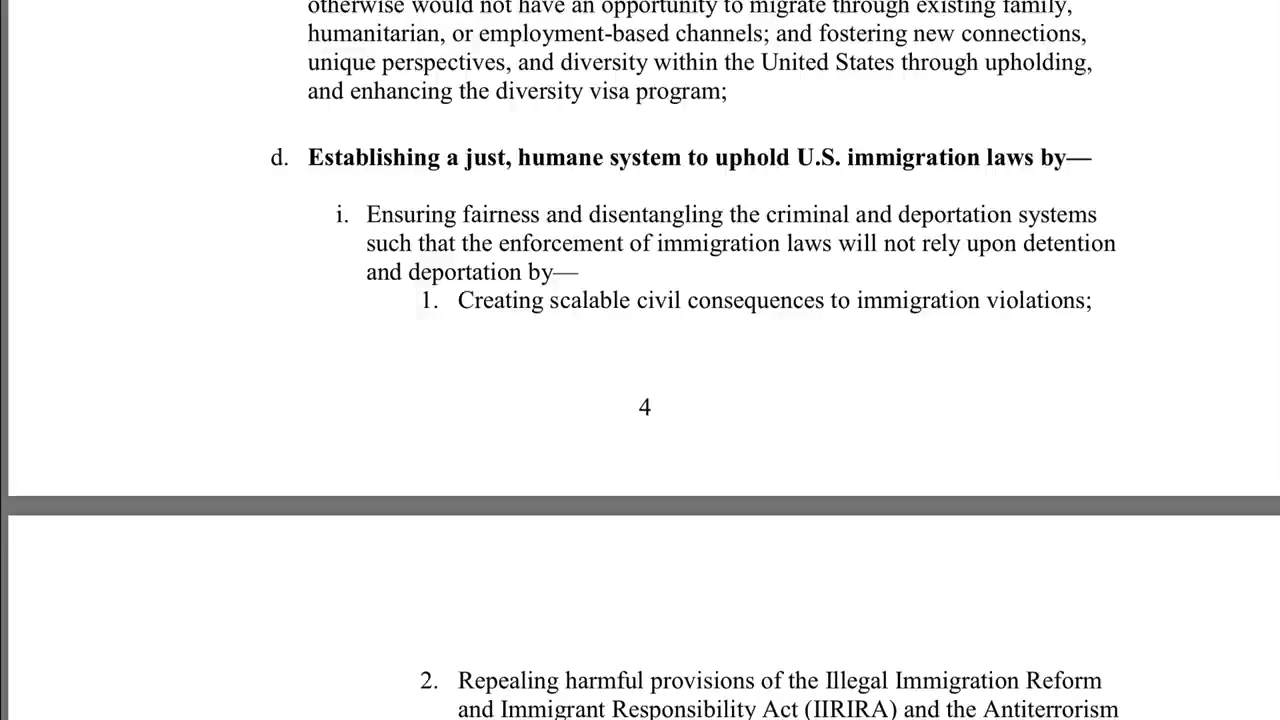 otherwise would not have an opportunity to migrate through existing family,
humanitarian, or employment-based channels; and fostering new connections,
unique perspectives, and diversity within the United States through upholding,
and enhancing the diversity visa program;
d. Establishing a just, humane system to uphold U.S. immigration laws by—
i. Ensuring fairness and disentangling the criminal and deportation systems
such that the enforcement of immigration laws will not rely upon detention
and deportation by—
1. Creating scalable civil consequences to immigration violations;
4
2. Repealing harmful provisions of the Illegal Immigration Reform
and Immigrant Responsibility Act (IIRIRA) and the Antiterrorism